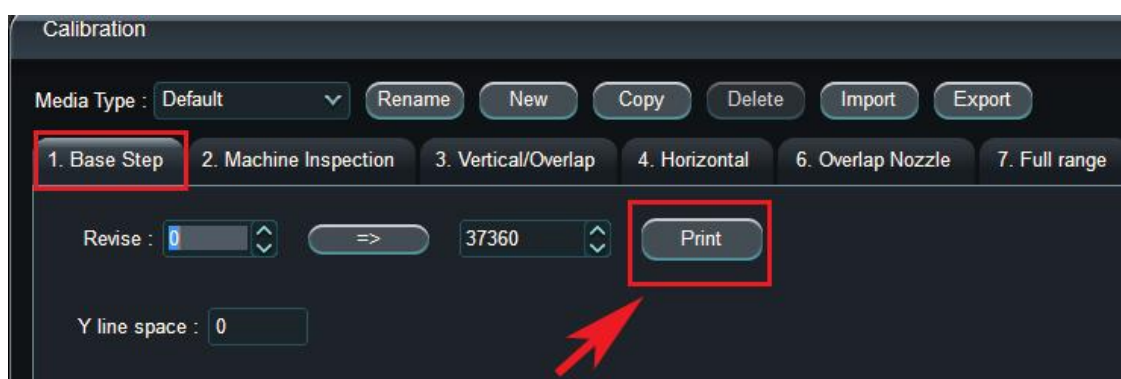 Calibration
Media Type : Default Rename New Copy Delete Import Export
1. Base Step 2. Machine Inspection 3. Vertical/Overlap 4. Horizontal 6. Overlap Nozzle 7. Full range
Revise : 0 => 37360 Print
Y line space : 0